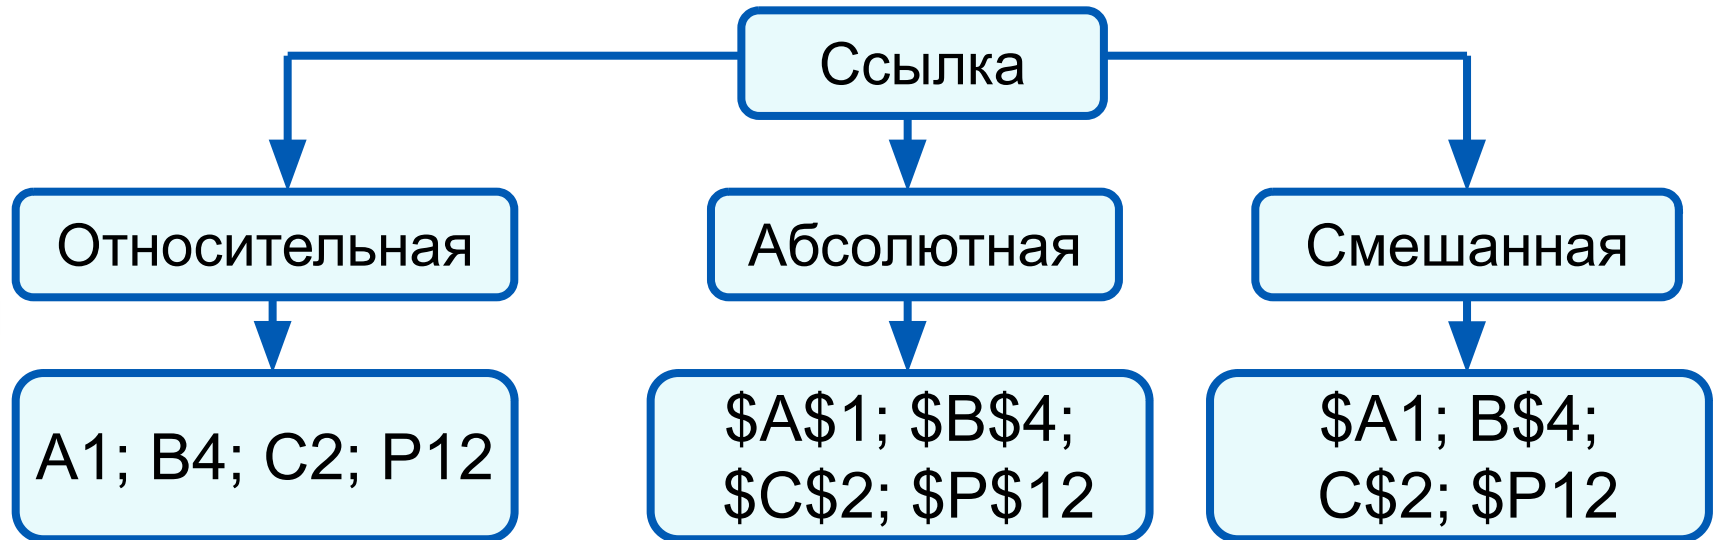 Ссылка
Относительная
Абсолютная
Смешанная
A1; B4; C2; P12
$A$1; $B$4;
$C$2; $P$12
$A1; B$4;
C$2; $P12